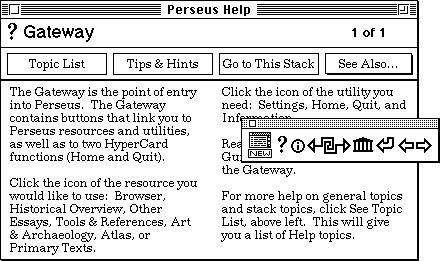 Perseus Help
? Gateway
1 of 1
Topic List
Tips & Hints
Go to This Stack
See Also...
The Gateway is the point of entry
into Perseus. The Gateway
contains buttons that link you to
Perseus resources and utilities,
as well as to two HyperCard
functions (Home and Quit).
Click the icon of the resource you
would like to use: Browser,
Historical Overview, Other
Essays, Tools & References, Art
& Archaeology, Atlas, or
Primary Texts.
Click the icon of the utility you
need: Settings, Home, Quit, and
Information.
the Gateway.
For more help on general topics
and stack topics, click See Topic
List, above left. This will give
you a list of Help topics.
NEW ?